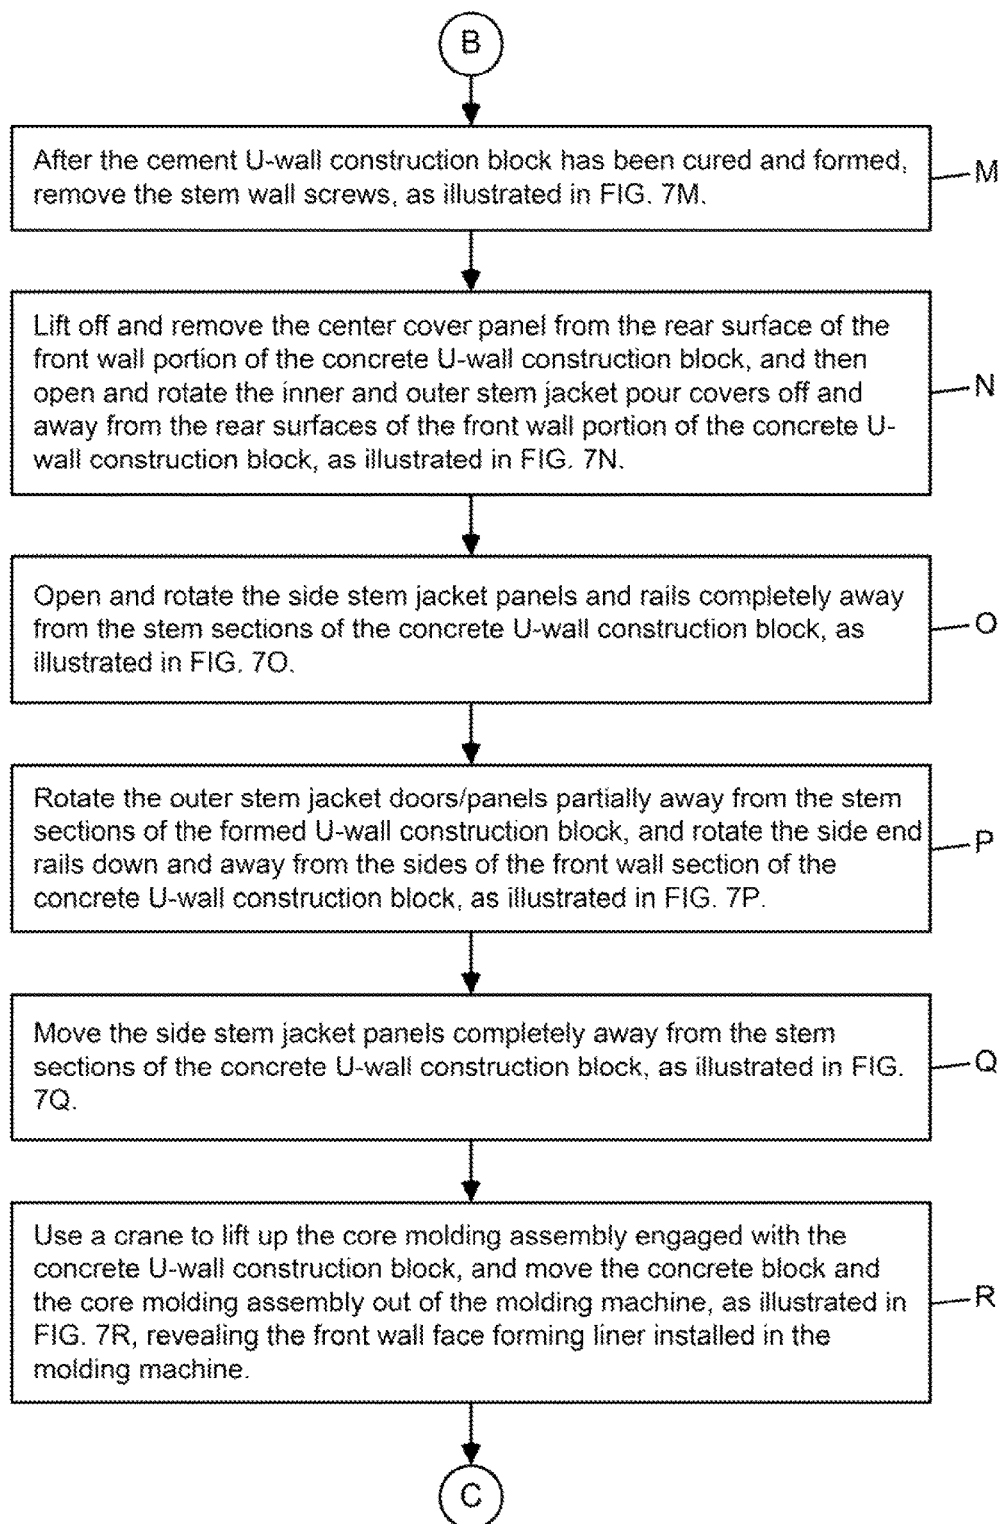 B
After the cement U-wall construction block has been cured and formed,
remove the stem wall screws, as illustrated in FIG. 7M.
M
Lift off and remove the center cover panel from the rear surface of the
front wall portion of the concrete U-wall construction block, and then
open and rotate the inner and outer stem jacket pour covers off and
away from the rear surfaces of the front wall portion of the concrete U-
wall construction block, as illustrated in FIG. 7N.
N
Open and rotate the side stem jacket panels and rails completely away
from the stem sections of the concrete U-wall construction block, as
illustrated in FIG. 7O.
O
Rotate the outer stem jacket doors/panels partially away from the stem
sections of the formed U-wall construction block, and rotate the side end
rails down and away from the sides of the front wall section of the
concrete U-wall construction block, as illustrated in FIG. 7P.
P
Move the side stem jacket panels completely away from the stem
sections of the concrete U-wall construction block, as illustrated in FIG.
7Q.
Q
Use a crane to lift up the core molding assembly engaged with the
concrete U-wall construction block, and move the concrete block and
the core molding assembly out of the molding machine, as illustrated in
FIG. 7R, revealing the front wall face forming liner installed in the
molding machine.
R
C